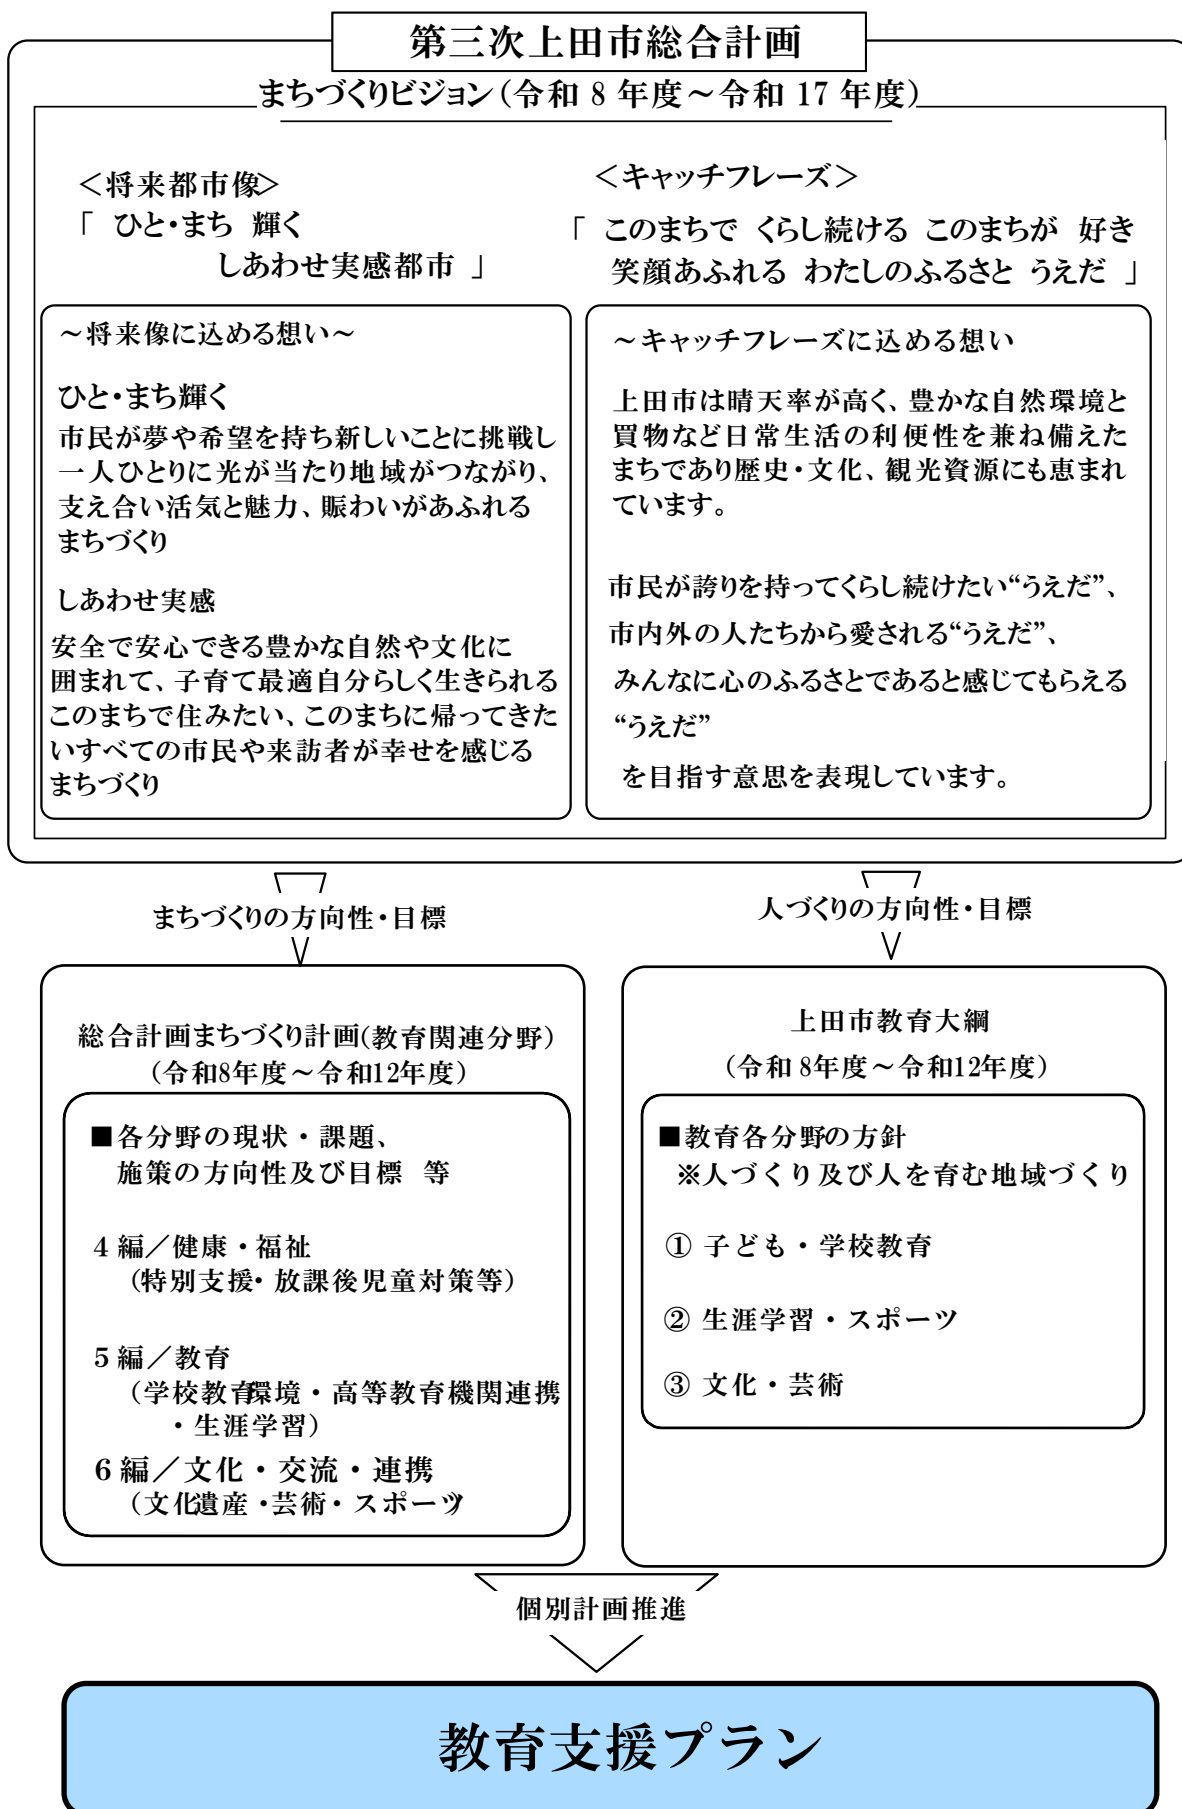 第三次上田市総合計画
まちづくりビジョン（令和 8 年度～令和 17 年度）
＜将来都市像＞
「 ひと・まち 輝く
しあわせ実感都市 」
＜キャッチフレーズ＞
「 このまちで くらし続ける このまちが 好き
笑顔あふれる わたしのふるさと うえだ 」
～将来像に込める想い～
ひと・まち輝く
市民が夢や希望を持ち新しいことに挑戦し
一人ひとりに光が当たり地域がつながり、
支え合い活気と魅力、賑わいがあふれる
まちづくり
しあわせ実感
安全で安心できる豊かな自然や文化に
囲まれて、子育て最適自分らしく生きられる
このまちで住みたい、このまちに帰ってきた
いすべての市民や来訪者が幸せを感じる
まちづくり
～キャッチフレーズに込める想い
上田市は晴天率が高く、豊かな自然環境と
買物など日常生活の利便性を兼ね備えた
まちであり歴史・文化、観光資源にも恵まれ
ています。
市民が誇りを持ってくらし続けたい“うえだ”、
市内外の人たちから愛される“うえだ”、
みんなに心のふるさとであると感じてもらえる
“うえだ”
を目指す意思を表現しています。
まちづくりの方向性・目標
人づくりの方向性・目標
総合計画まちづくり計画（教育関連分野）
（令和8年度～令和12年度）
■各分野の現状・課題、
施策の方向性及び目標 等
4 編／健康・福祉
（特別支援・放課後児童対策等）
5 編／教育
（学校教育環境・高等教育機関連携
・生涯学習）
6 編／文化・交流・連携
（文化遺産・芸術・スポーツ）
上田市教育大綱
（令和 8年度～令和12年度）
■教育各分野の方針
※人づくり及び人を育む地域づくり
① 子ども・学校教育
② 生涯学習・スポーツ
③ 文化・芸術
個別計画推進
教育支援プラン